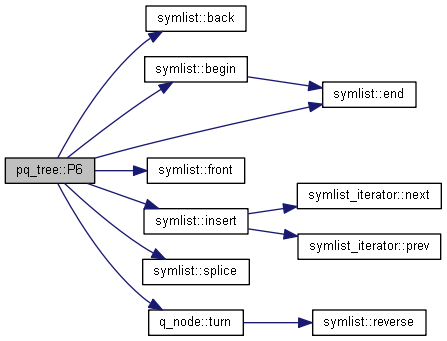 symlist::back
symlist::begin
symlist::end
pq_tree::P6
symlist::front
symlist_iterator::next
symlist::insert
symlist_iterator::prev
symlist::splice
q_node::turn
symlist::reverse